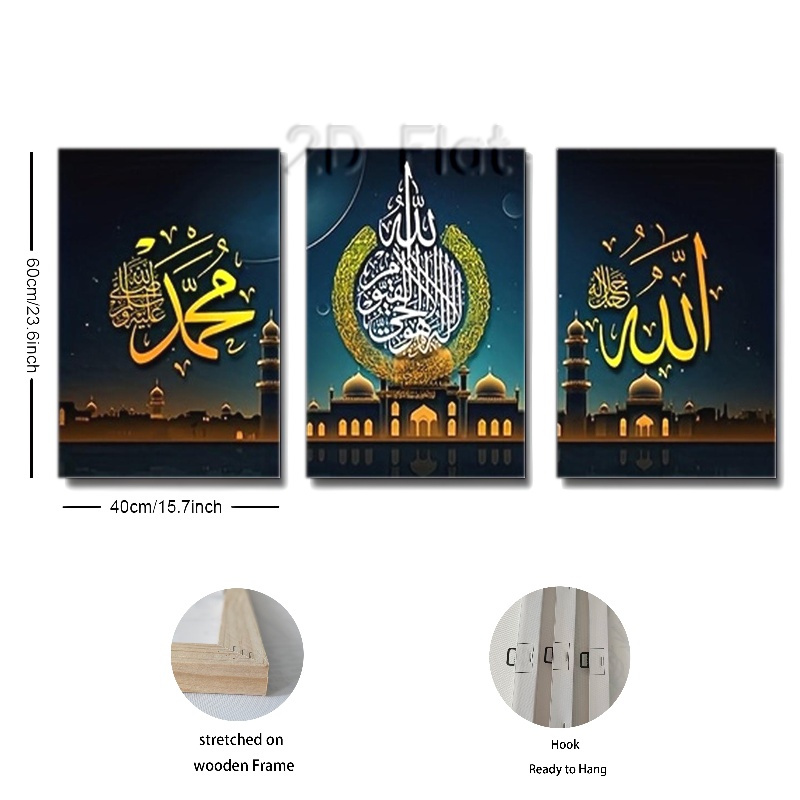 2D Flat
محمد
صلى الله عليه وسلم
الله
لا إله إلا هو الحي القيوم
الله
جل جلاله
60cm/23.6inch
40cm/15.7inch
stretched on
wooden Frame
Hook
Ready to Hang